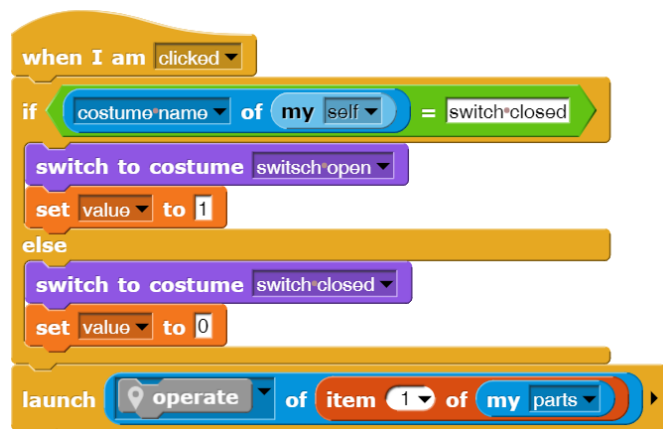 when I am clicked
if costume name of my self = switch closed
switch to costume switsch open
set value to 1
else
switch to costume switch closed
set value to 0
launch operate of item 1 of my parts